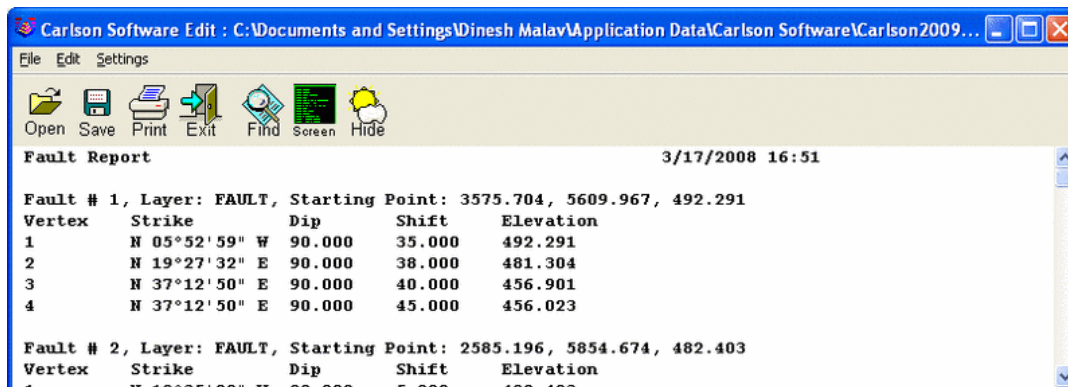 Carlson Software Edit : C:\Documents and Settings\Dinesh Malav\Application Data\Carlson Software\Carlson2009...
File Edit Settings
Open Save Print Exit Find Screen Hide
Fault Report 3/17/2008 16:51
Fault # 1, Layer: FAULT, Starting Point: 3575.704, 5609.967, 492.291
Vertex Strike Dip Shift Elevation
1 N 05°52'59" W 90.000 35.000 492.291
2 N 19°27'32" E 90.000 38.000 481.304
3 N 37°12'50" E 90.000 40.000 456.901
4 N 37°12'50" E 90.000 45.000 456.023
Fault # 2, Layer: FAULT, Starting Point: 2585.196, 5854.674, 482.403
Vertex Strike Dip Shift Elevation